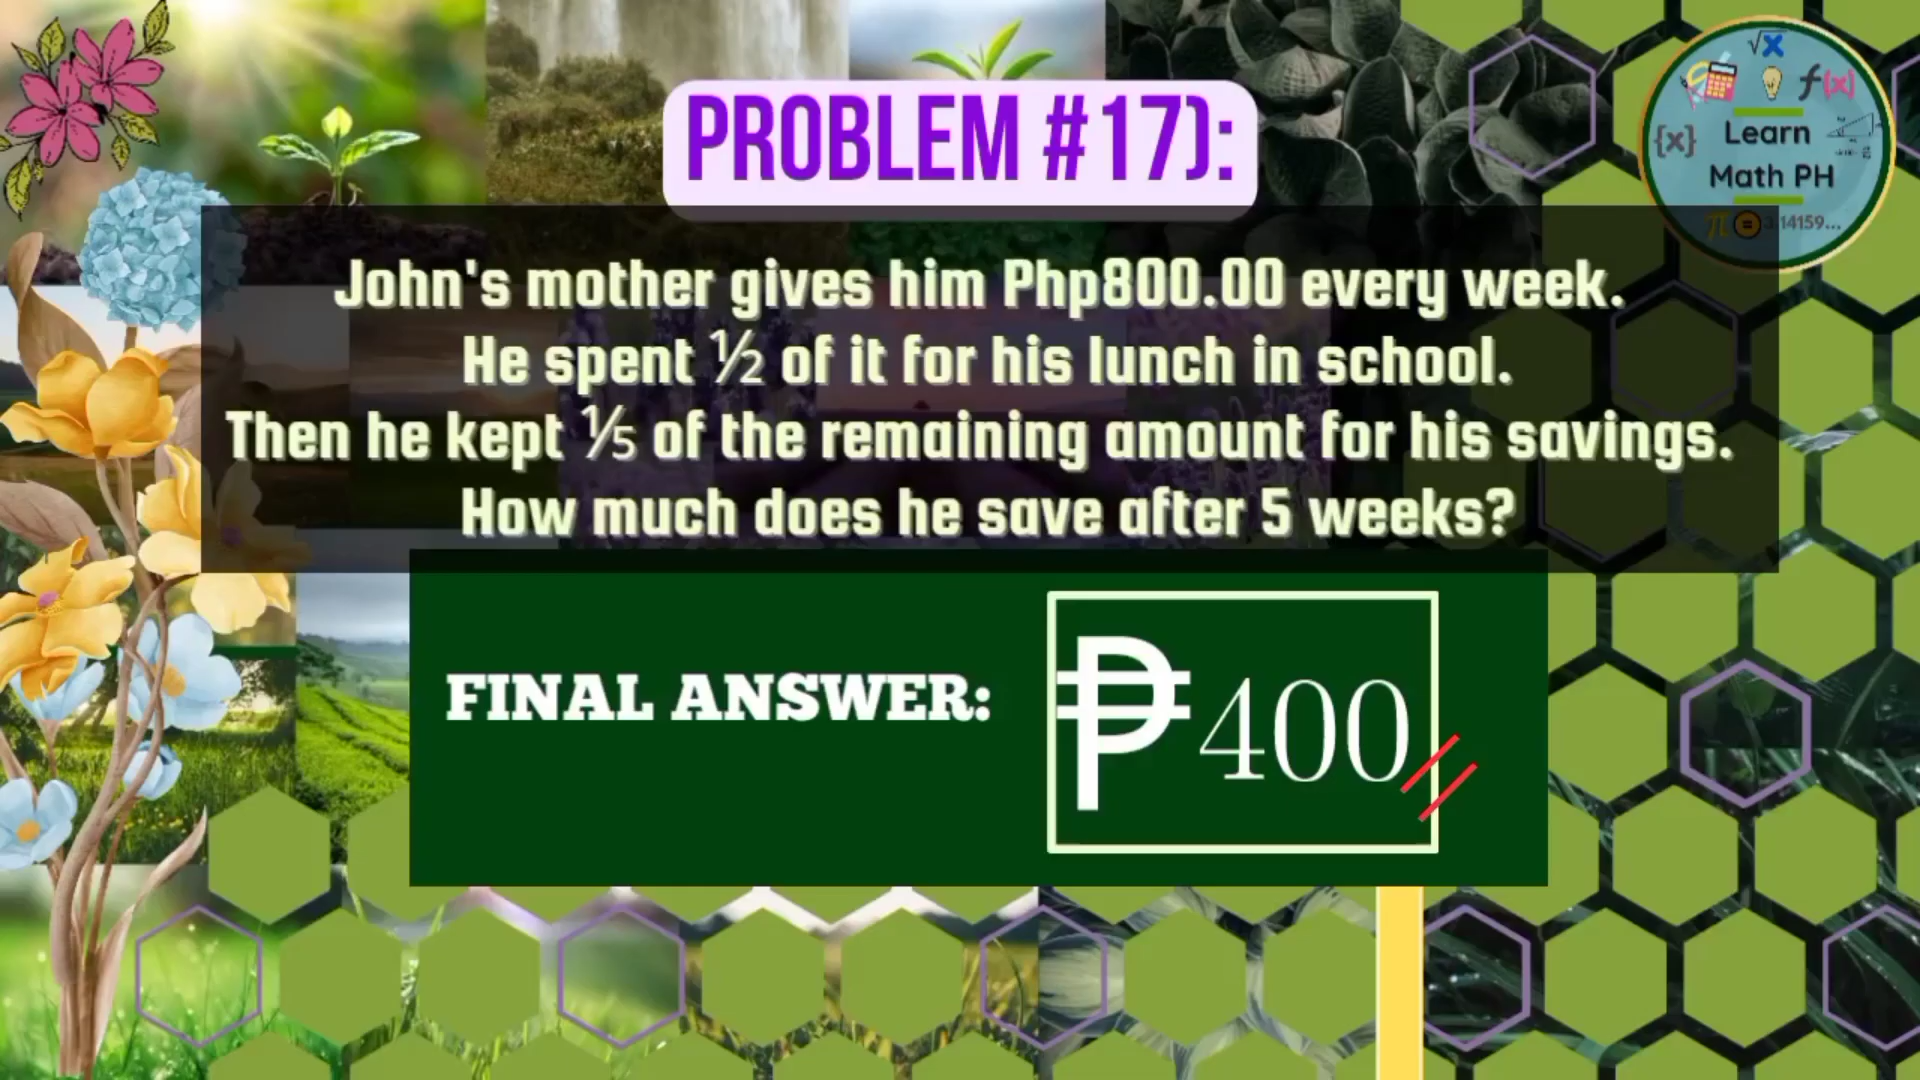 PROBLEM #17):
√x
f(x)
{x}
Learn
Math PH
π = 3.14159...
John's mother gives him Php800.00 every week.
He spent ½ of it for his lunch in school.
Then he kept ⅕ of the remaining amount for his savings.
How much does he save after 5 weeks?
FINAL ANSWER: ₱400